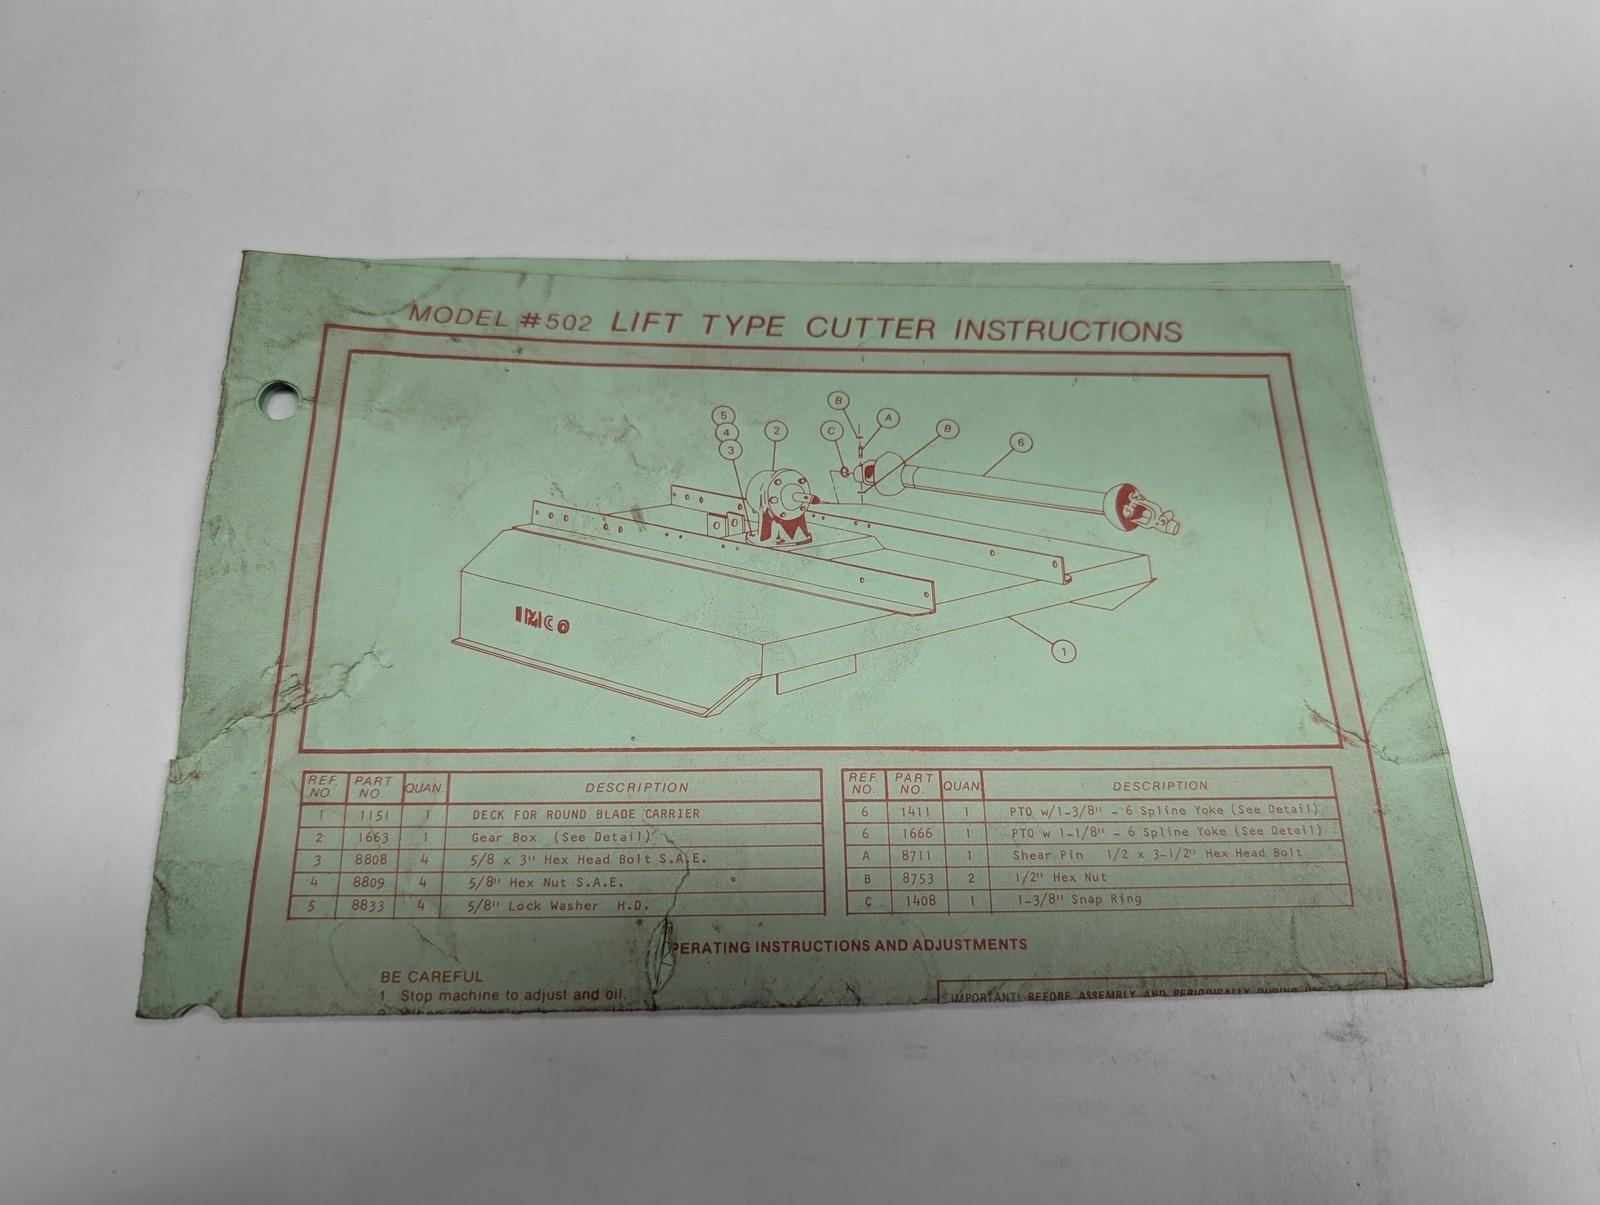 MODEL #502 LIFT TYPE CUTTER INSTRUCTIONS
B
5
A
4
2
C
B
3
6
IMCO
1
REF. NO. PART NO. QUAN. DESCRIPTION
1 1151 1 DECK FOR ROUND BLADE CARRIER
2 1663 1 Gear Box (See Detail)
3 8808 4 5/8 x 3" Hex Head Bolt S.A.E.
4 8809 4 5/8" Hex Nut S.A.E.
5 8833 4 5/8" Lock Washer H.D.
REF. NO. PART NO. QUAN. DESCRIPTION
6 1411 1 PTO w/1-3/8" - 6 Spline Yoke (See Detail)
6 1666 1 PTO w 1-1/8" - 6 Spline Yoke (See Detail)
A 8711 1 Shear Pin 1/2 x 3-1/2" Hex Head Bolt
B 8753 2 1/2" Hex Nut
C 1408 1 1-3/8" Snap Ring
PERATING INSTRUCTIONS AND ADJUSTMENTS
BE CAREFUL
1. Stop machine to adjust and oil.
IMPORTANT! BEFORE ASSEMBLY AND PERIODICALLY DURING